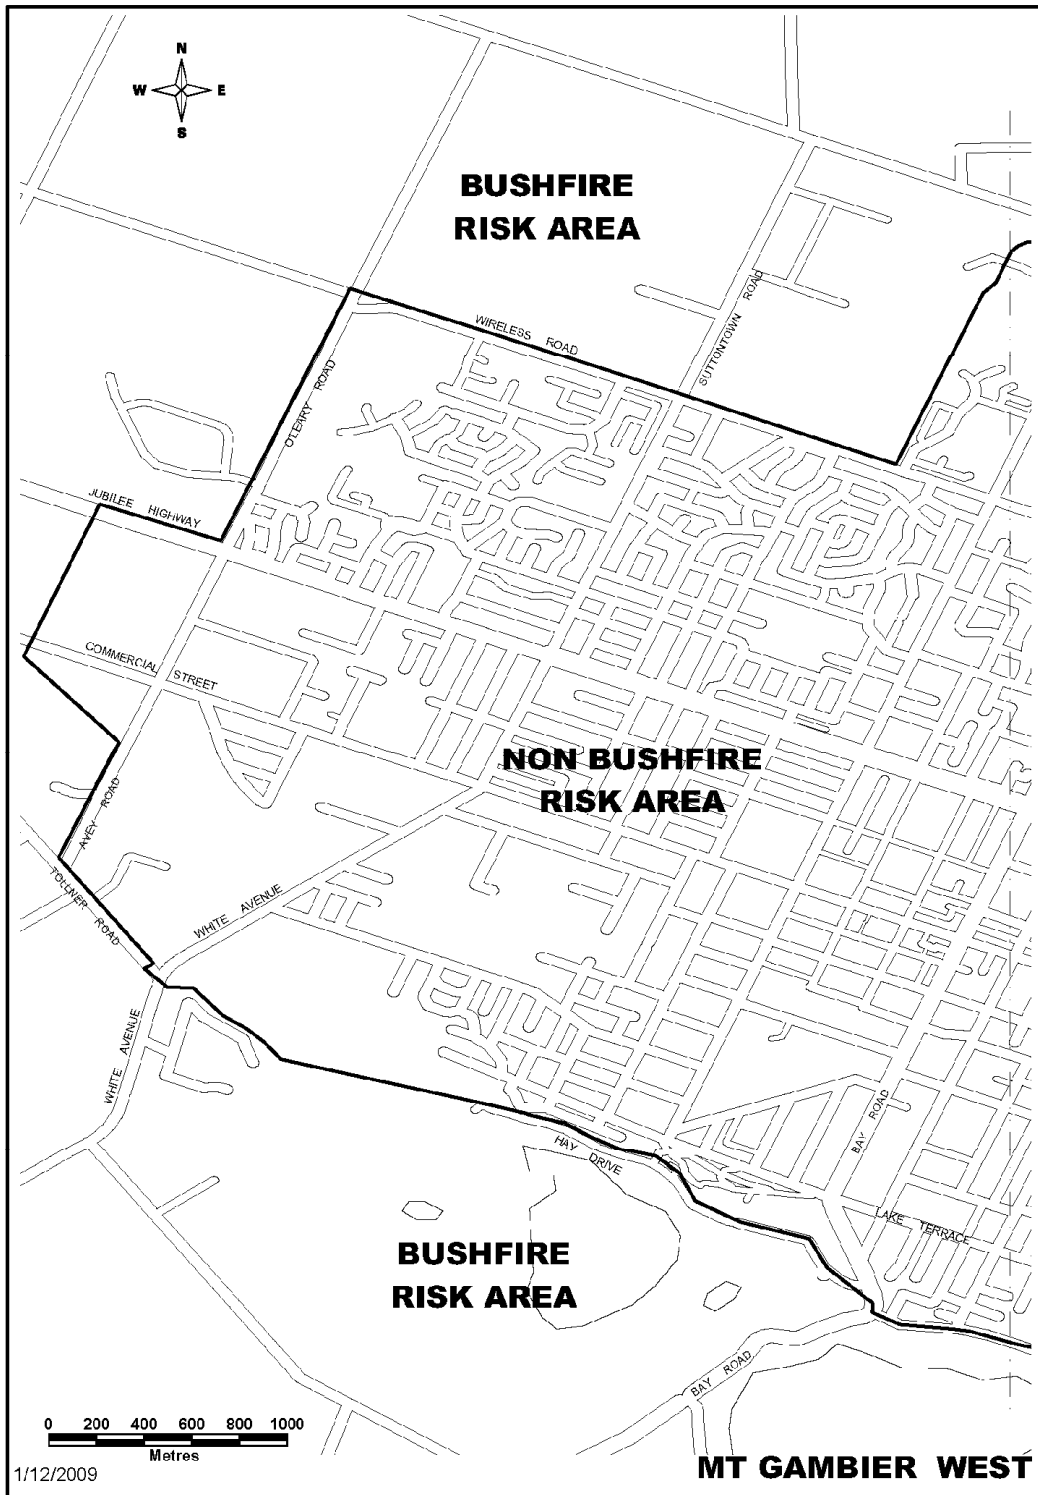 N
W E
S
BUSHFIRE
RISK AREA
WIRELESS ROAD
SUTTONTOWN ROAD
O'LEARY ROAD
JUBILEE HIGHWAY
COMMERCIAL STREET
NON BUSHFIRE
RISK AREA
AVEY ROAD
TOLLNER ROAD
WHITE AVENUE
WHITE AVENUE
BAY ROAD
HAY DRIVE
LAKE TERRACE
BUSHFIRE
RISK AREA
BAY ROAD
0 200 400 600 800 1000
Metres
1/12/2009
MT GAMBIER WEST